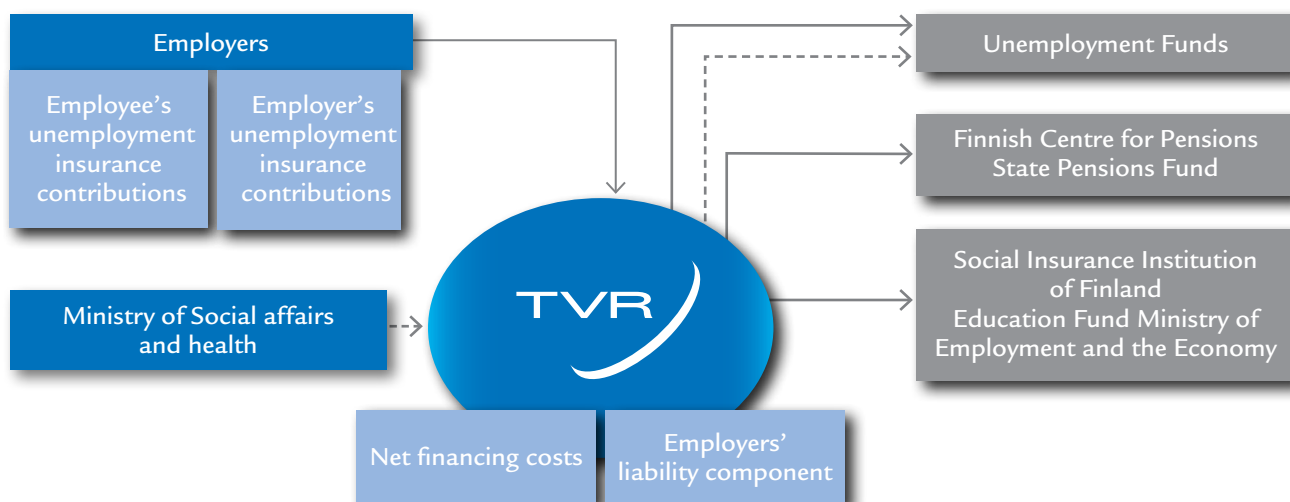 Employers
Employee's
unemployment
insurance
contributions
Employer's
unemployment
insurance
contributions
Ministry of Social affairs
and health
TVR
Net financing costs
Employers'
liability component
Unemployment Funds
Finnish Centre for Pensions
State Pensions Fund
Social Insurance Institution
of Finland
Education Fund Ministry of
Employment and the Economy